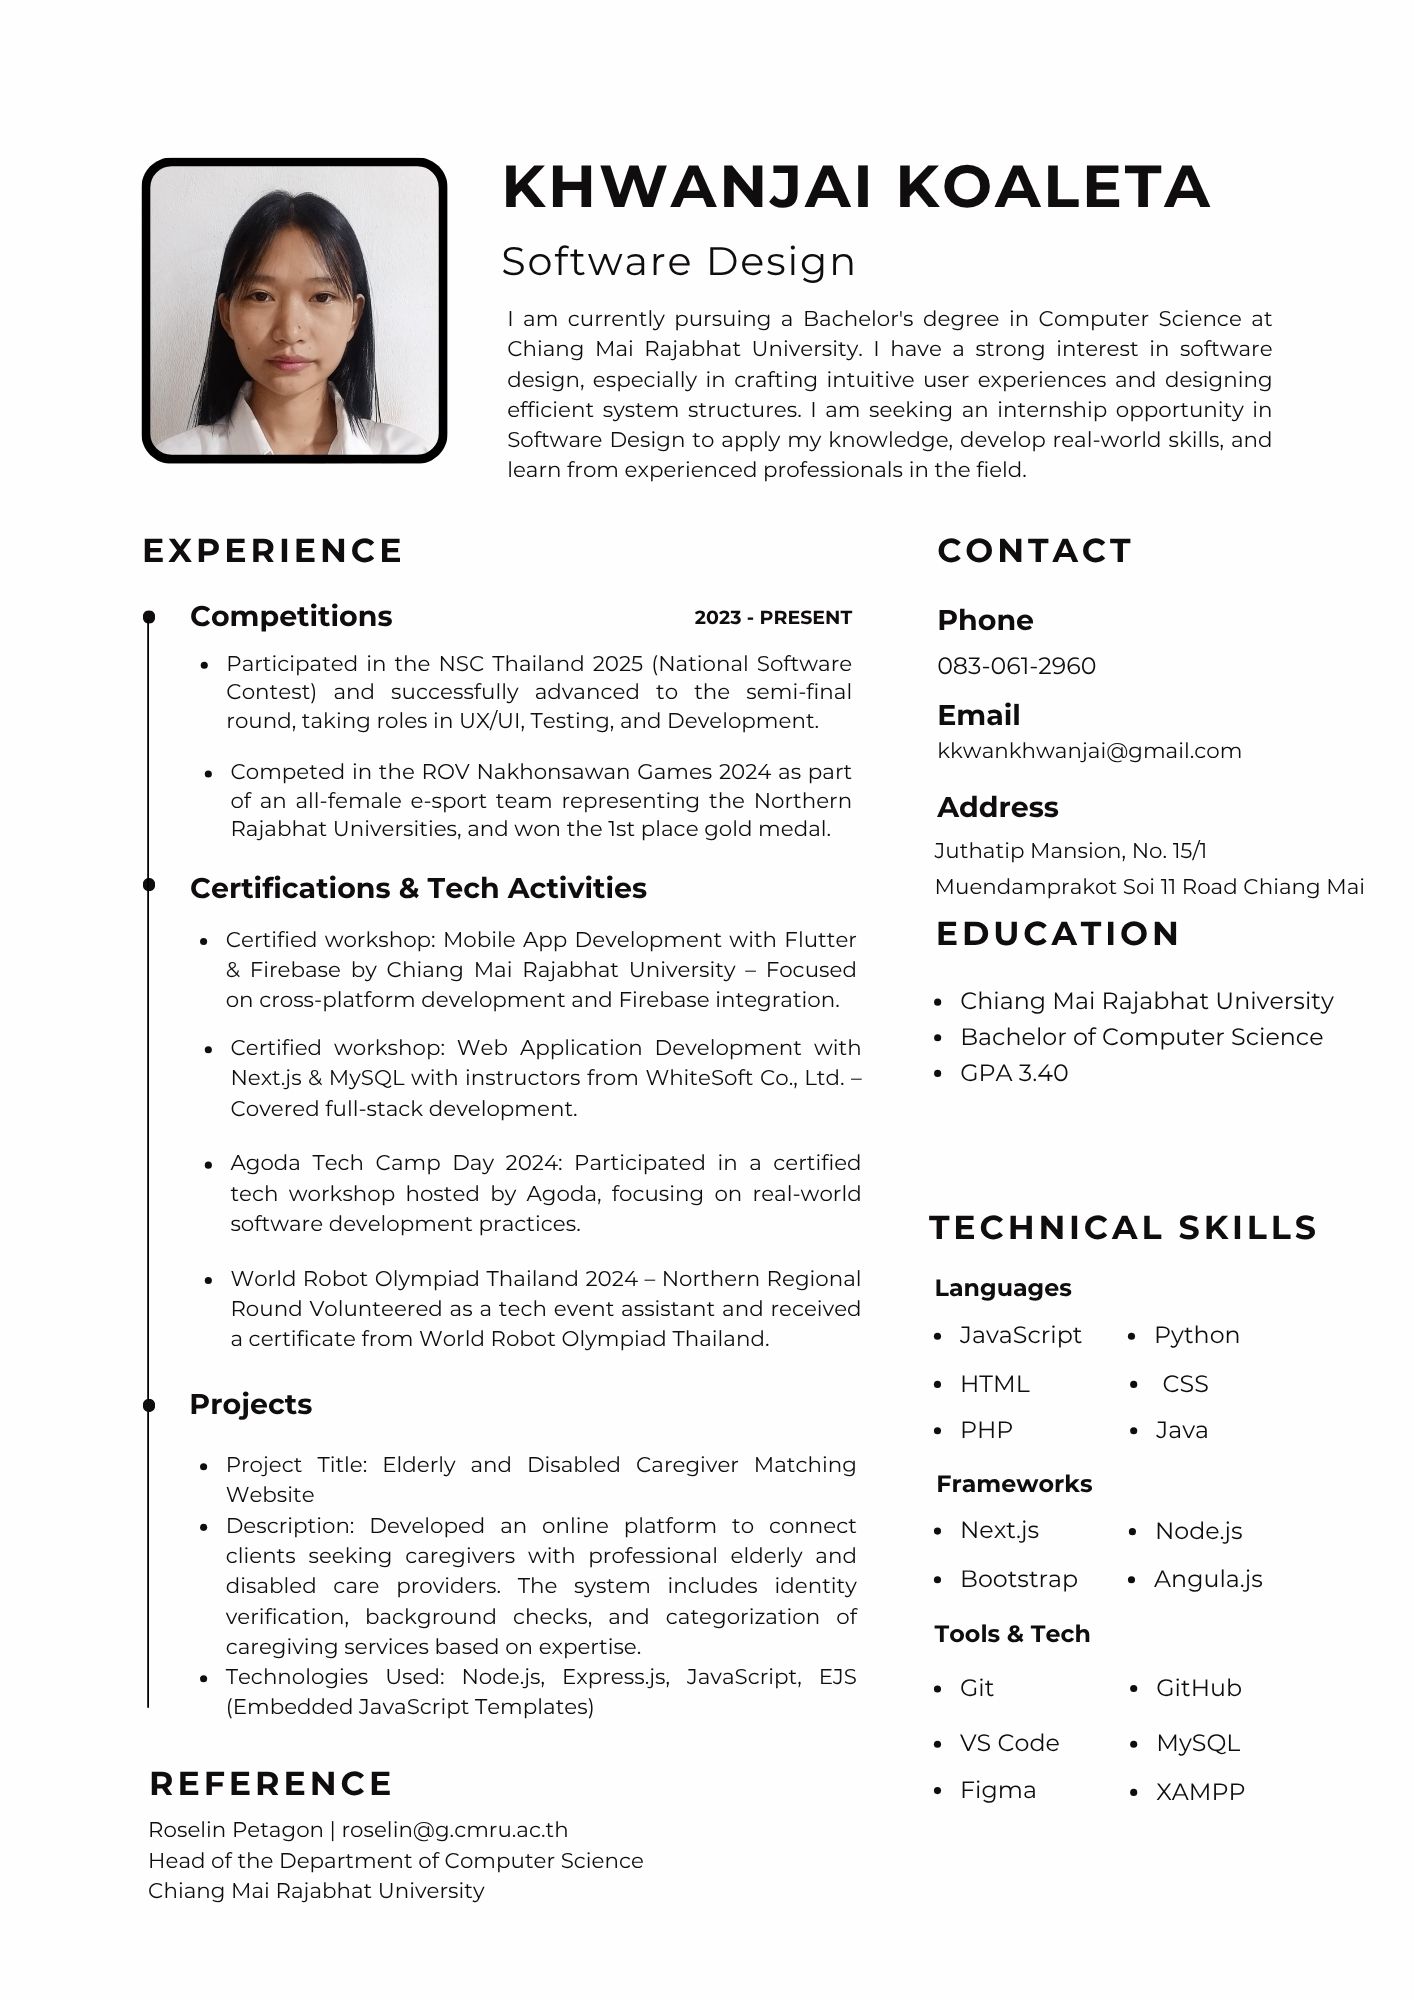 KHWANJAI KOALETA
Software Design
I am currently pursuing a Bachelor's degree in Computer Science at
Chiang Mai Rajabhat University. I have a strong interest in software
design, especially in crafting intuitive user experiences and designing
efficient system structures. I am seeking an internship opportunity in
Software Design to apply my knowledge, develop real-world skills, and
learn from experienced professionals in the field.
EXPERIENCE
Competitions 2023 - PRESENT
• Participated in the NSC Thailand 2025 (National Software
Contest) and successfully advanced to the semi-final
round, taking roles in UX/UI, Testing, and Development.
• Competed in the ROV Nakhonsawan Games 2024 as part
of an all-female e-sport team representing the Northern
Rajabhat Universities, and won the 1st place gold medal.
Certifications & Tech Activities
• Certified workshop: Mobile App Development with Flutter
& Firebase by Chiang Mai Rajabhat University – Focused
on cross-platform development and Firebase integration.
• Certified workshop: Web Application Development with
Next.js & MySQL with instructors from WhiteSoft Co., Ltd. –
Covered full-stack development.
• Agoda Tech Camp Day 2024: Participated in a certified
tech workshop hosted by Agoda, focusing on real-world
software development practices.
• World Robot Olympiad Thailand 2024 – Northern Regional
Round Volunteered as a tech event assistant and received
a certificate from World Robot Olympiad Thailand.
Projects
• Project Title: Elderly and Disabled Caregiver Matching
Website
• Description: Developed an online platform to connect
clients seeking caregivers with professional elderly and
disabled care providers. The system includes identity
verification, background checks, and categorization of
caregiving services based on expertise.
• Technologies Used: Node.js, Express.js, JavaScript, EJS
(Embedded JavaScript Templates)
REFERENCE
Roselin Petagon | roselin@g.cmru.ac.th
Head of the Department of Computer Science
Chiang Mai Rajabhat University
CONTACT
Phone
083-061-2960
Email
kkwankhwanjai@gmail.com
Address
Juthatip Mansion, No. 15/1
Muendamprakot Soi 11 Road Chiang Mai
EDUCATION
• Chiang Mai Rajabhat University
• Bachelor of Computer Science
• GPA 3.40
TECHNICAL SKILLS
Languages
• JavaScript • Python
• HTML • CSS
• PHP • Java
Frameworks
• Next.js • Node.js
• Bootstrap • Angula.js
Tools & Tech
• Git • GitHub
• VS Code • MySQL
• Figma • XAMPP